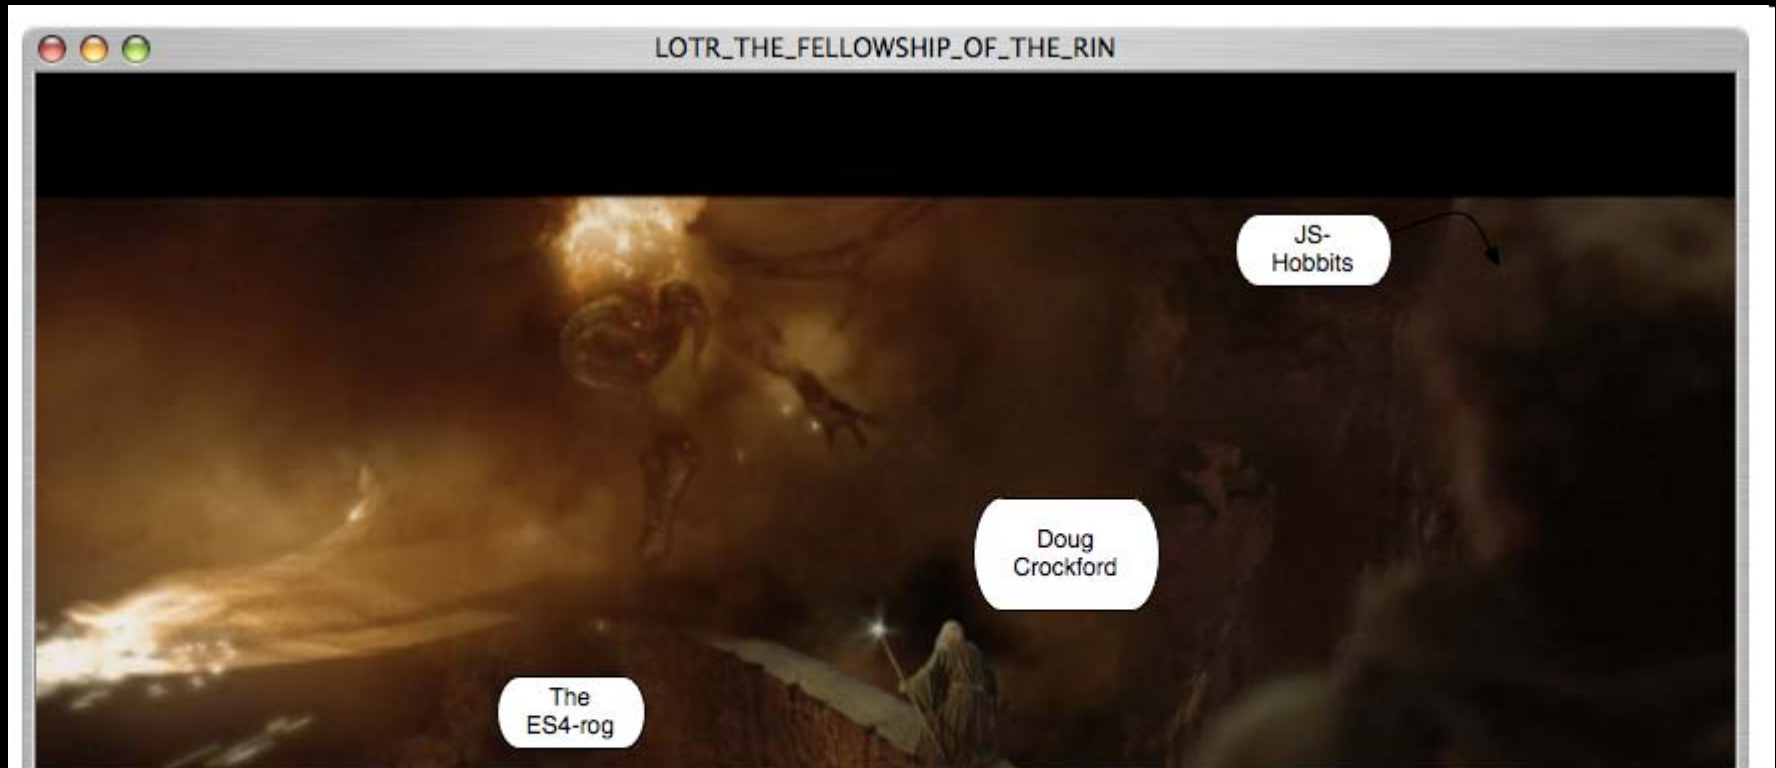 LOTR_THE_FELLOWSHIP_OF_THE_RIN
JS-
Hobbits
Doug
Crockford
The
ES4-rog